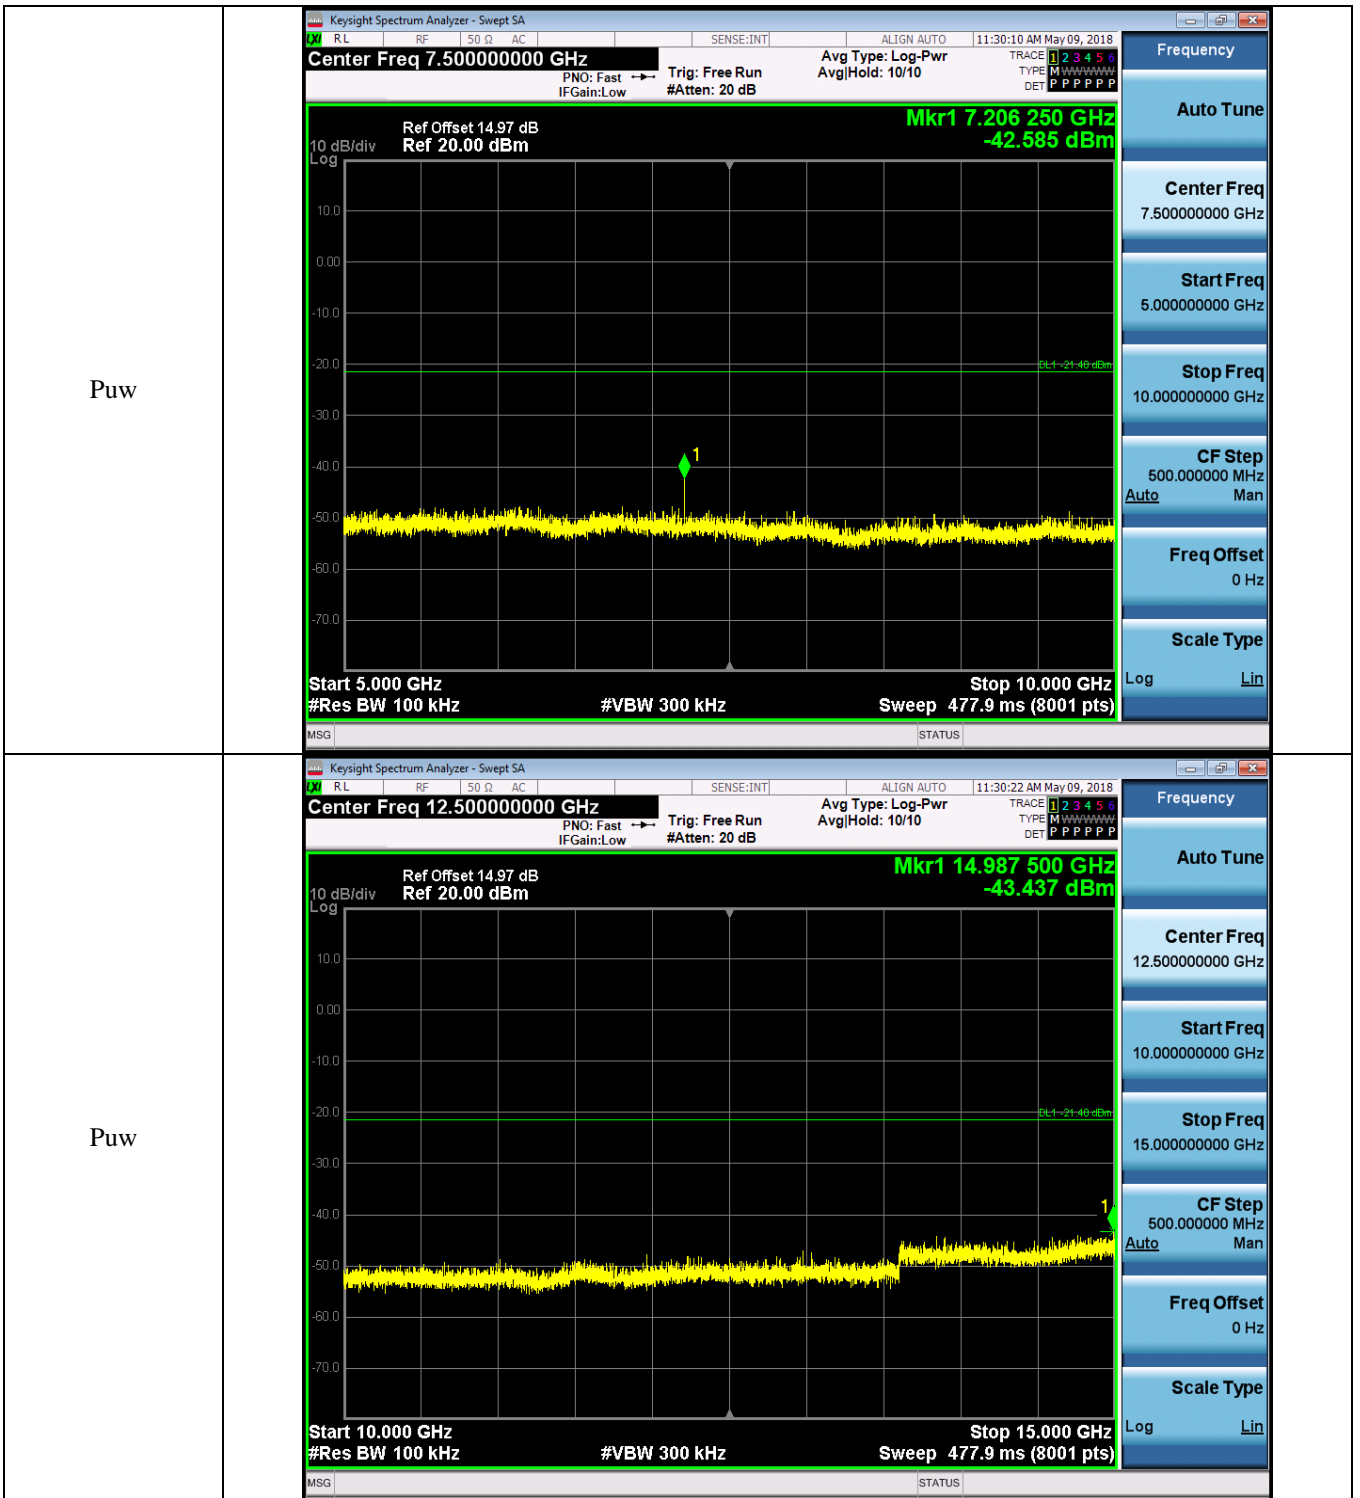 Puw
Keysight Spectrum Analyzer - Swept SA
LXI RL RF 50 Ω AC SENSE:INT ALIGN AUTO 11:30:10 AM May 09, 2018
Center Freq 7.500000000 GHz
PNO: Fast
IFGain:Low
Trig: Free Run
#Atten: 20 dB
Avg Type: Log-Pwr
Avg|Hold: 10/10
TRACE 1 2 3 4 5 6
TYPE M WWWWW
DET P P P P P P
Mkr1 7.206 250 GHz
-42.585 dBm
Ref Offset 14.97 dB
10 dB/div Ref 20.00 dBm
Log
10.0
0.00
-10.0
-20.0
DL1 -21.40 dBm
-30.0
1
-40.0
-50.0
-60.0
-70.0
Start 5.000 GHz Stop 10.000 GHz
#Res BW 100 kHz #VBW 300 kHz Sweep 477.9 ms (8001 pts)
MSG STATUS
Frequency
Auto Tune
Center Freq
7.500000000 GHz
Start Freq
5.000000000 GHz
Stop Freq
10.000000000 GHz
CF Step
500.000000 MHz
Auto Man
Freq Offset
0 Hz
Scale Type
Log Lin
Puw
Keysight Spectrum Analyzer - Swept SA
LXI RL RF 50 Ω AC SENSE:INT ALIGN AUTO 11:30:22 AM May 09, 2018
Center Freq 12.500000000 GHz
PNO: Fast
IFGain:Low
Trig: Free Run
#Atten: 20 dB
Avg Type: Log-Pwr
Avg|Hold: 10/10
TRACE 1 2 3 4 5 6
TYPE M WWWWW
DET P P P P P P
Mkr1 14.987 500 GHz
-43.437 dBm
Ref Offset 14.97 dB
10 dB/div Ref 20.00 dBm
Log
10.0
0.00
-10.0
-20.0
DL1 -21.40 dBm
-30.0
1
-40.0
-50.0
-60.0
-70.0
Start 10.000 GHz Stop 15.000 GHz
#Res BW 100 kHz #VBW 300 kHz Sweep 477.9 ms (8001 pts)
MSG STATUS
Frequency
Auto Tune
Center Freq
12.500000000 GHz
Start Freq
10.000000000 GHz
Stop Freq
15.000000000 GHz
CF Step
500.000000 MHz
Auto Man
Freq Offset
0 Hz
Scale Type
Log Lin